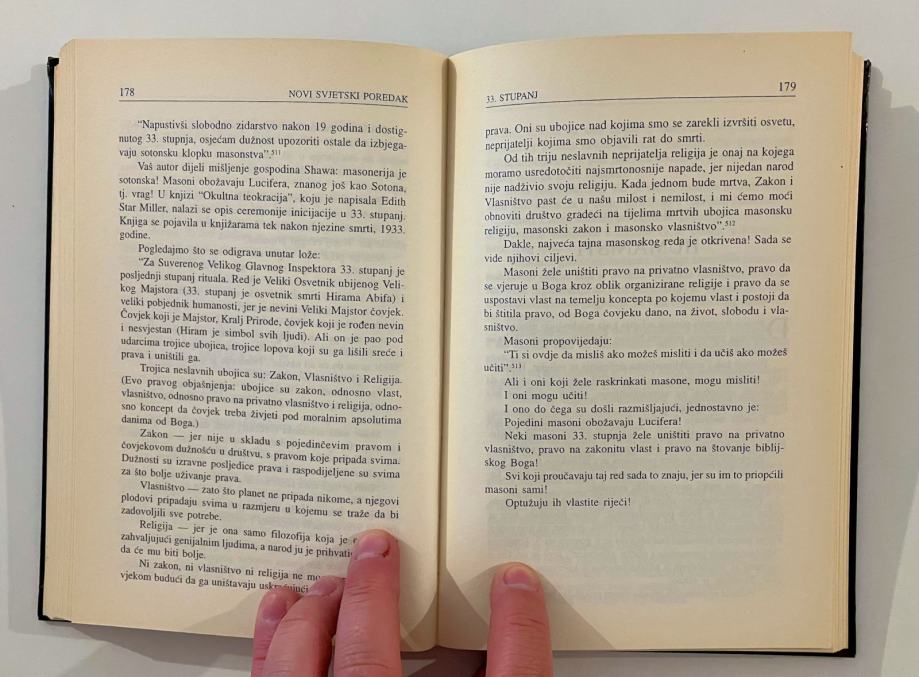 178 NOVI SVJETSKI POREDAK
“Napustivši slobodno zidarstvo nakon 19 godina i dostig-
nutog 33. stupnja, osjećam dužnost upozoriti ostale da izbjega-
vaju sotonsku klopku masonstva”.⁵¹¹
Vaš autor dijeli mišljenje gospodina Shawa: masonerija je
sotonska! Masoni obožavaju Lucifera, znanog još kao Sotona,
tj. vrag! U knjizi “Okultna teokracija”, koju je napisala Edith
Star Miller, nalazi se opis ceremonije inicijacije u 33. stupanj.
Knjiga se pojavila u knjižarama tek nakon njezine smrti, 1933.
godine.
Pogledajmo što se odigrava unutar lože:
“Za Suverenog Velikog Glavnog Inspektora 33. stupanj je
posljednji stupanj rituala. Red je Veliki Osvetnik ubijenog Veli-
kog Majstora (33. stupanj je osvetnik smrti Hirama Abifa) i
veliki pobjednik humanosti, jer je nevini Veliki Majstor čovjek.
Čovjek koji je Majstor, Kralj Prirode, čovjek koji je rođen nevin
i nesvjestan (Hiram je simbol svih ljudi). Ali on je pao pod
udarcima trojice ubojica, trojice lopova koji su ga lišili sreće i
prava i uništili ga.
Trojica neslavnih ubojica su: Zakon, Vlasništvo i Religija.
(Evo pravog objašnjenja: ubojice su zakon, odnosno vlast,
vlasništvo, odnosno pravo na privatno vlasništvo i religija, odno-
sno koncept da čovjek treba živjeti pod moralnim apsolutima
danima od Boga.)
Zakon — jer nije u skladu s pojedinčevim pravom i
čovjekovom dužnošću u društvu, s pravom koje pripada svima.
Dužnosti su izravne posljedice prava i raspodijeljene su svima
za što bolje uživanje prava.
Vlasništvo — zato što planet ne pripada nikome, a njegovi
plodovi pripadaju svima u razmjeru u kojemu se traže da bi
zadovoljili sve potrebe.
Religija — jer je ona samo filozofija koja je
zahvaljujući genijalnim ljudima, a narod ju je
da će mu biti bolje.
Ni zakon, ni vlasništvo ni religija ne
vjekom budući da ga uništavaju
33. STUPANJ 179
prava. Oni su ubojice nad kojima smo se zarekli izvršiti osvetu,
neprijatelji kojima smo objavili rat do smrti.
Od tih triju neslavnih neprijatelja religija je onaj na kojega
moramo usredotočiti najsmrtonosnije napade, jer nijedan narod
nije nadživio svoju religiju. Kada jednom bude mrtva, Zakon i
Vlasništvo past će u našu milost i nemilost, i mi ćemo moći
obnoviti društvo gradeći na tijelima mrtvih ubojica masonsku
religiju, masonski zakon i masonsko vlasništvo”.⁵¹²
Dakle, najveća tajna masonskog reda je otkrivena! Sada se
vide njihovi ciljevi.
Masoni žele uništiti pravo na privatno vlasništvo, pravo da
se vjeruje u Boga kroz oblik organizirane religije i pravo da se
uspostavi vlast na temelju koncepta po kojemu vlast i postoji da
bi štitila pravo, od Boga čovjeku dano, na život, slobodu i vla-
sništvo.
Masoni propovijedaju:
“Ti si ovdje da misliš ako možeš misliti i da učiš ako možeš
učiti”.⁵¹³
Ali i oni koji žele raskrinkati masone, mogu misliti!
I oni mogu učiti!
I ono do čega su došli razmišljajući, jednostavno je:
Pojedini masoni obožavaju Lucifera!
Neki masoni 33. stupnja žele uništiti pravo na privatno
vlasništvo, pravo na zakonitu vlast i pravo na štovanje biblij-
skog Boga!
Svi koji proučavaju taj red sada to znaju, jer su im to priopćili
masoni sami!
Optužuju ih vlastite riječi!